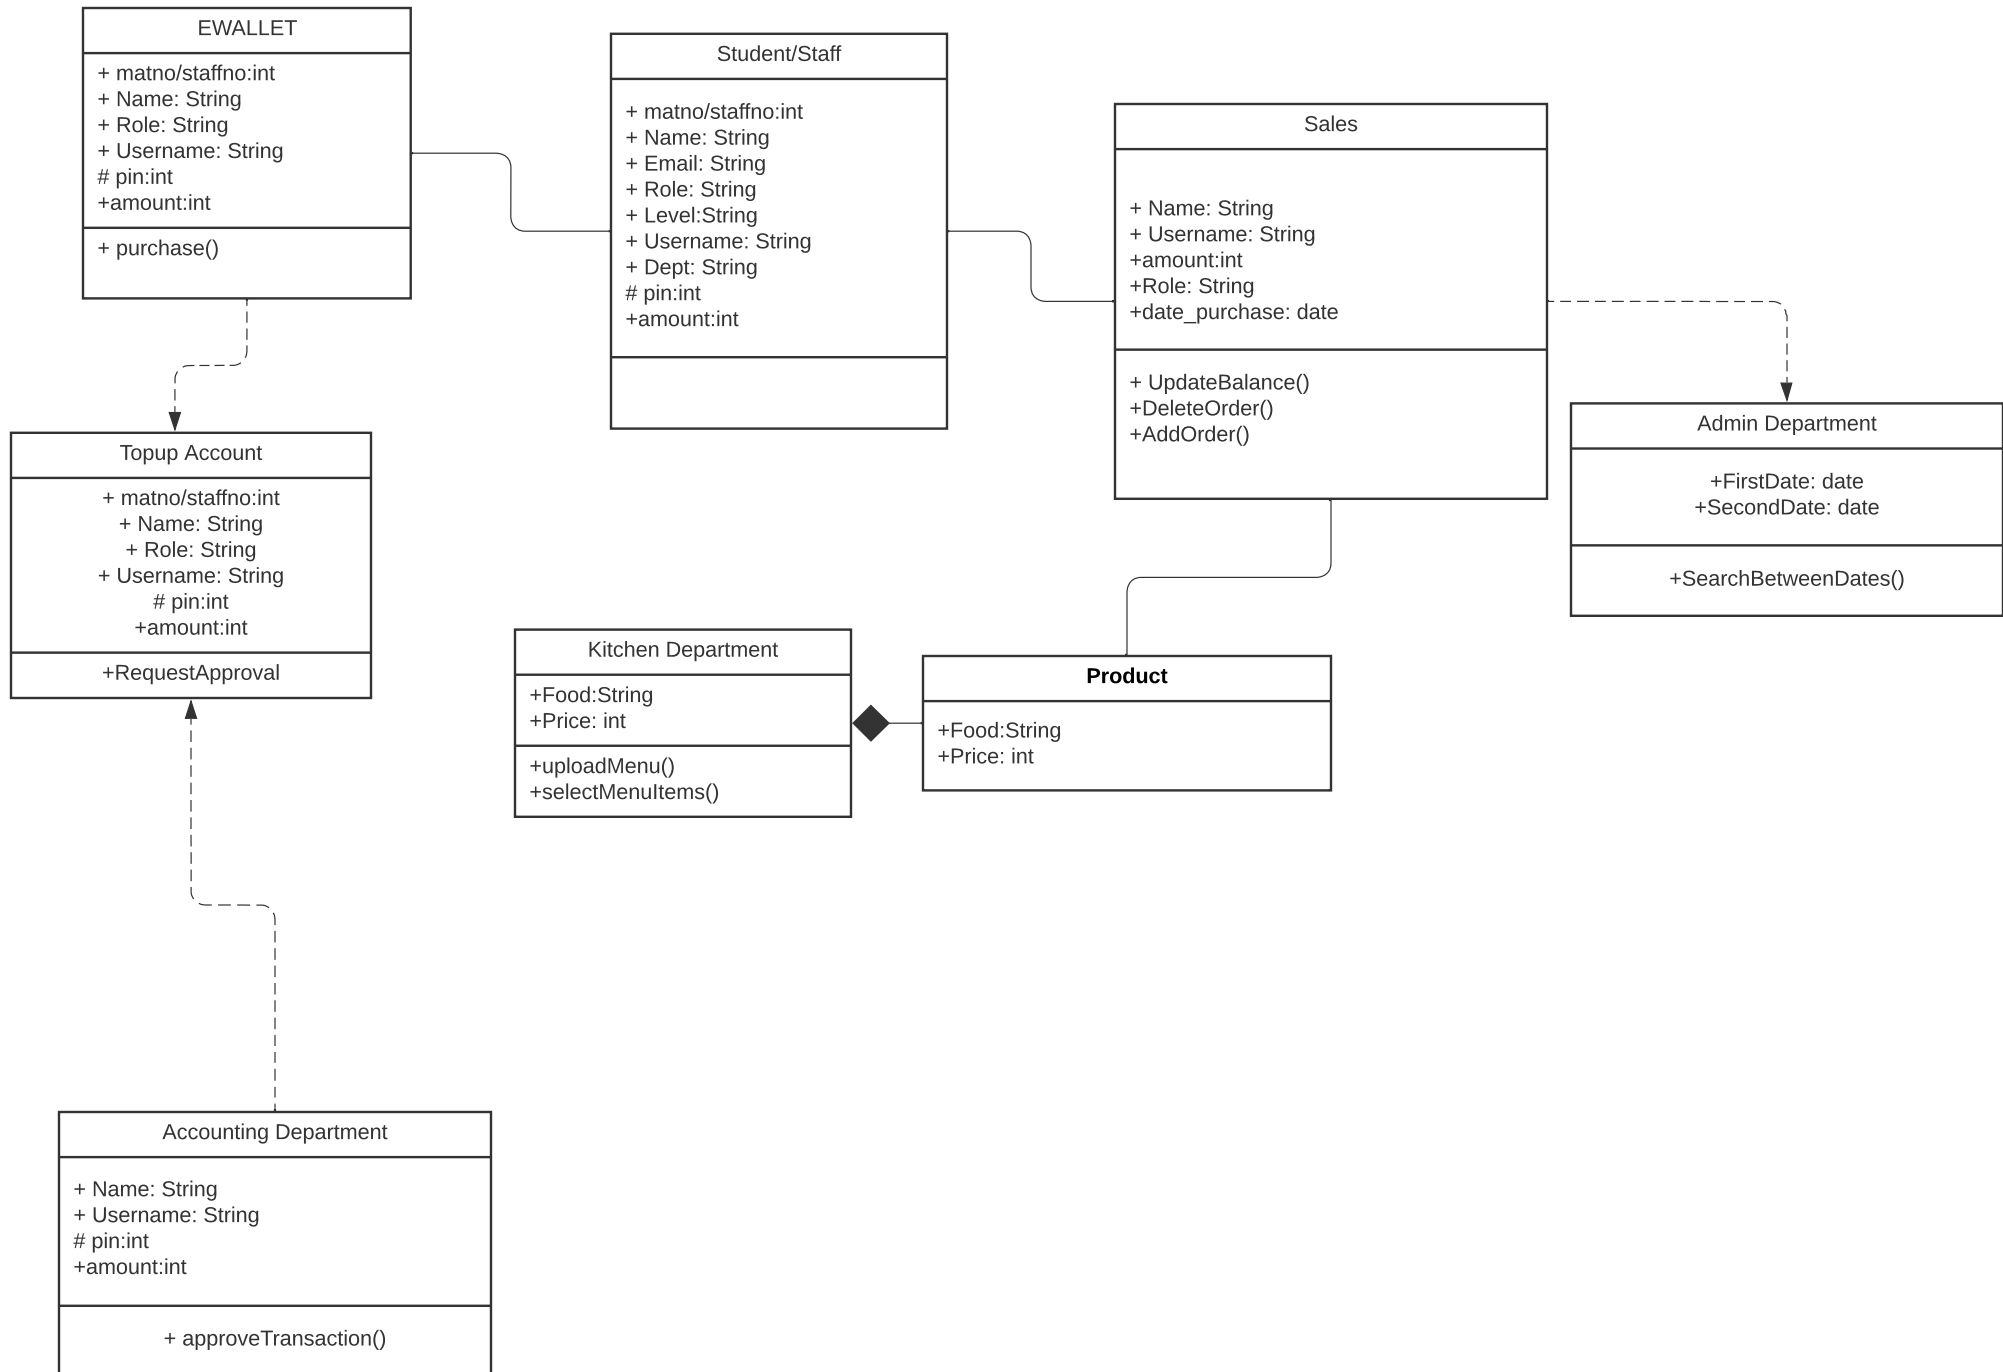 EWALLET
+ matno/staffno:int
+ Name: String
+ Role: String
+ Username: String
# pin:int
+amount:int
+ purchase()
Student/Staff
+ matno/staffno:int
+ Name: String
+ Email: String
+ Role: String
+ Level:String
+ Username: String
+ Dept: String
# pin:int
+amount:int
Sales
+ Name: String
+ Username: String
+amount:int
+Role: String
+date_purchase: date
+ UpdateBalance()
+DeleteOrder()
+AddOrder()
Admin Department
+FirstDate: date
+SecondDate: date
+SearchBetweenDates()
Topup Account
+ matno/staffno:int
+ Name: String
+ Role: String
+ Username: String
# pin:int
+amount:int
+RequestApproval
Kitchen Department
+Food:String
+Price: int
+uploadMenu()
+selectMenuItems()
Product
+Food:String
+Price: int
Accounting Department
+ Name: String
+ Username: String
# pin:int
+amount:int
+ approveTransaction()